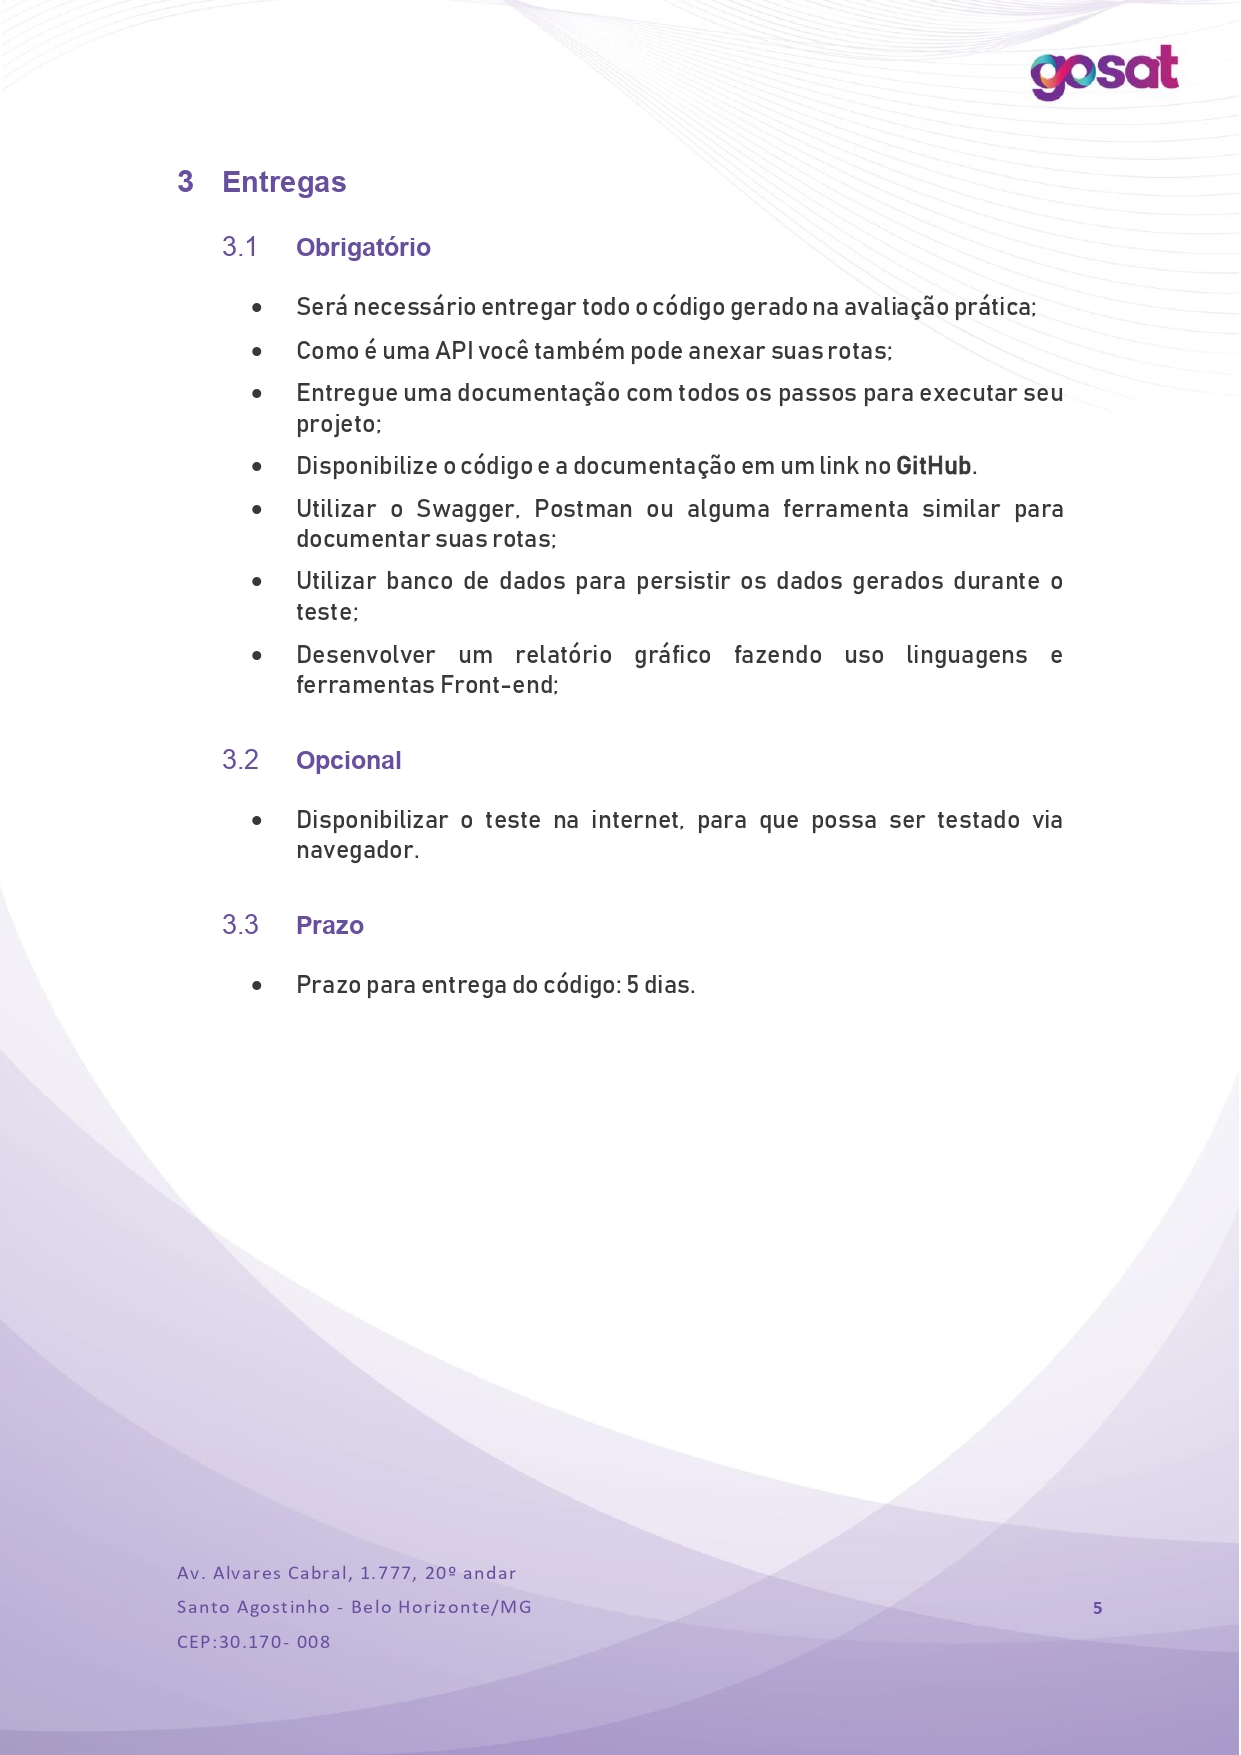 gosat
3 Entregas
3.1 Obrigatório
• Será necessário entregar todo o código gerado na avaliação prática;
• Como é uma API você também pode anexar suas rotas;
• Entregue uma documentação com todos os passos para executar seu
projeto;
• Disponibilize o código e a documentação em um link no GitHub.
• Utilizar o Swagger, Postman ou alguma ferramenta similar para
documentar suas rotas;
• Utilizar banco de dados para persistir os dados gerados durante o
teste;
• Desenvolver um relatório gráfico fazendo uso linguagens e
ferramentas Front-end;
3.2 Opcional
• Disponibilizar o teste na internet, para que possa ser testado via
navegador.
3.3 Prazo
• Prazo para entrega do código: 5 dias.
Av. Alvares Cabral, 1.777, 20º andar
Santo Agostinho - Belo Horizonte/MG
5
CEP:30.170- 008